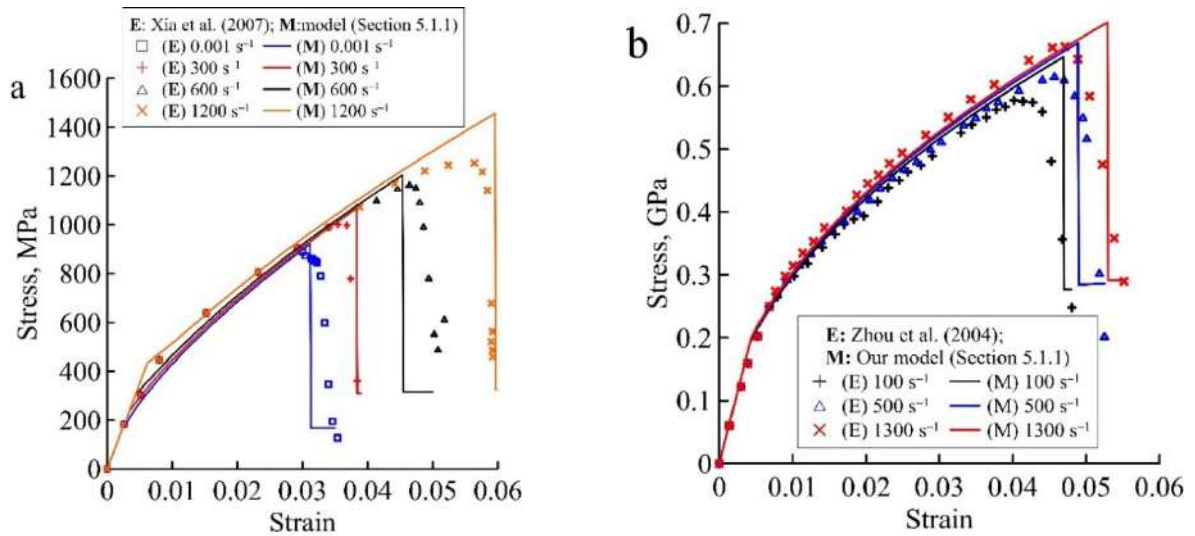 a
E: Xia et al. (2007); M:model (Section 5.1.1)
(E) 0.001 s⁻¹ (M) 0.001 s⁻¹
(E) 300 s⁻¹ (M) 300 s⁻¹
(E) 600 s⁻¹ (M) 600 s⁻¹
(E) 1200 s⁻¹ (M) 1200 s⁻¹
Stress, MPa
1600
1400
1200
1000
800
600
400
200
0
0 0.01 0.02 0.03 0.04 0.05 0.06
Strain
b
Stress, GPa
0.7
0.6
0.5
0.4
0.3
0.2
0.1
0
E: Zhou et al. (2004);
M: Our model (Section 5.1.1)
(E) 100 s⁻¹ (M) 100 s⁻¹
(E) 500 s⁻¹ (M) 500 s⁻¹
(E) 1300 s⁻¹ (M) 1300 s⁻¹
0 0.01 0.02 0.03 0.04 0.05 0.06
Strain